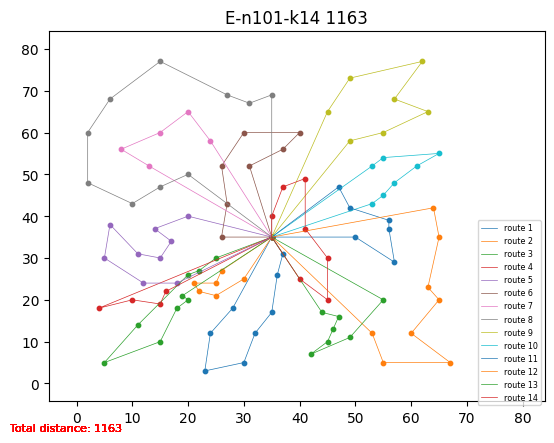 E-n101-k14 1163
80
70
60
50
40
30
20
10
0
0 10 20 30 40 50 60 70 80
route 1
route 2
route 3
route 4
route 5
route 6
route 7
route 8
route 9
route 10
route 11
route 12
route 13
route 14
Total distance: 1163